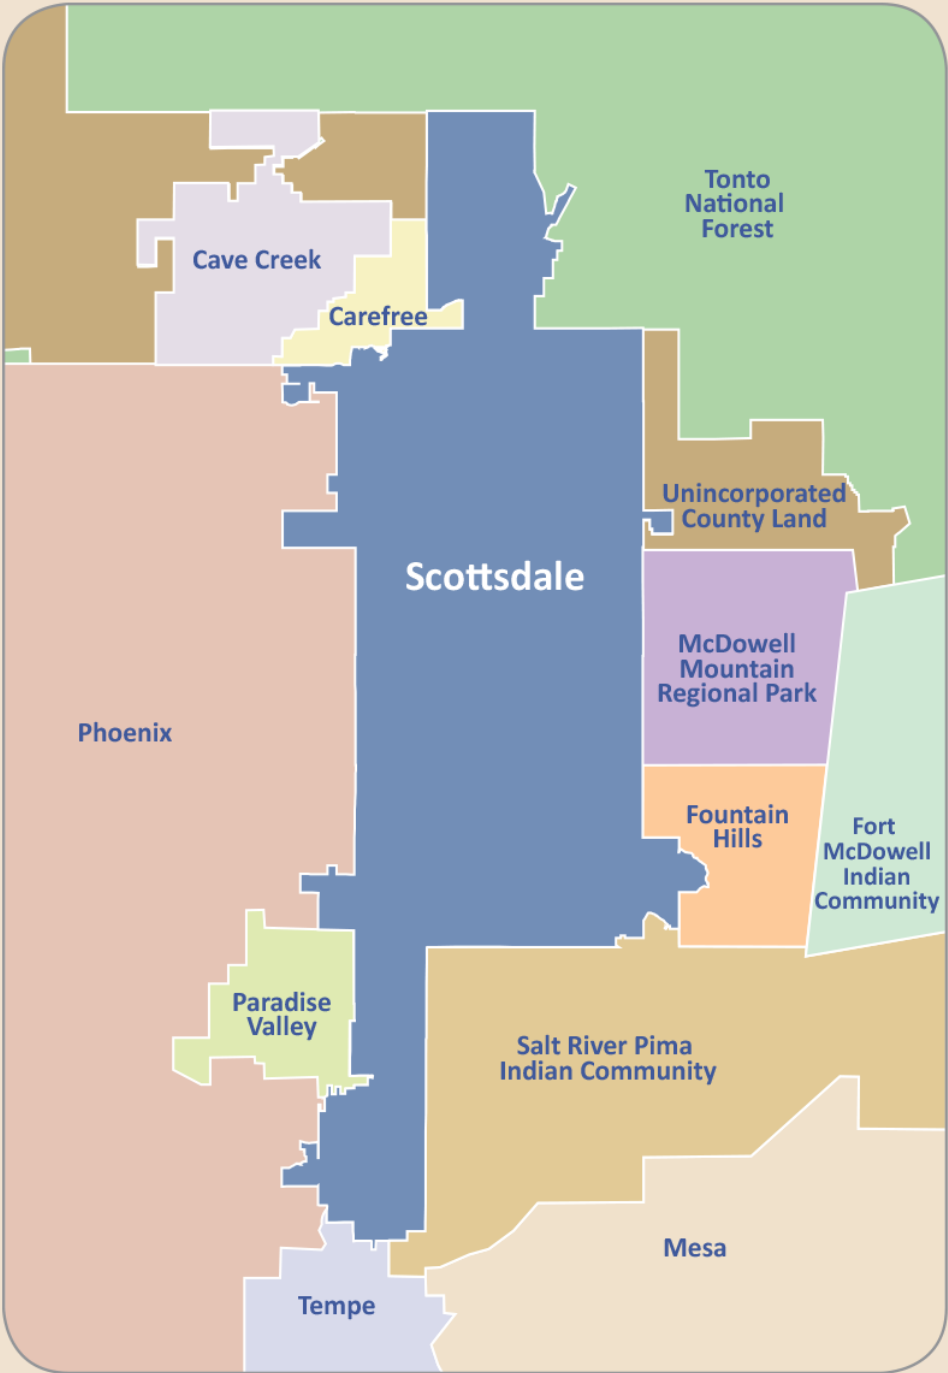 Tonto
National
Forest
Cave Creek
Carefree
Unincorporated
County Land
Scottsdale
McDowell
Mountain
Regional Park
Phoenix
Fountain
Hills
Fort
McDowell
Indian
Community
Paradise
Valley
Salt River Pima
Indian Community
Mesa
Tempe